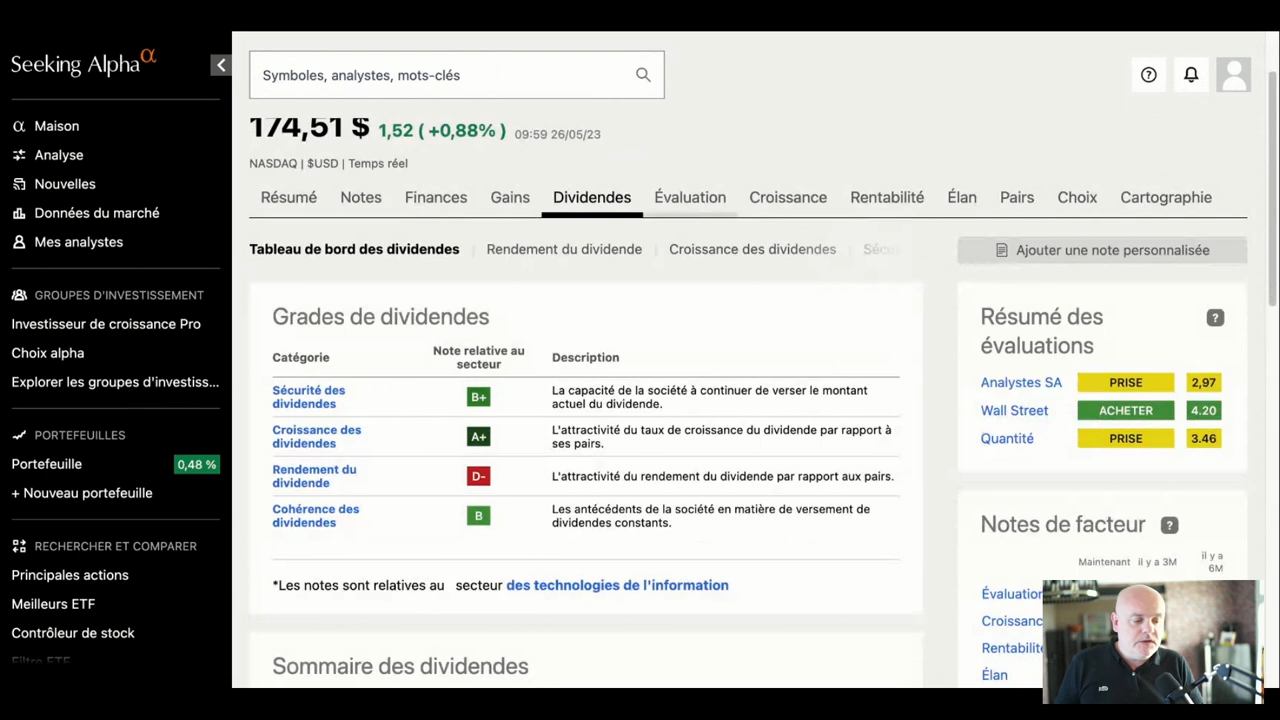 Seeking Alpha α
Symboles, analystes, mots-clés
Maison
Analyse
Nouvelles
Données du marché
Mes analystes
GROUPES D'INVESTISSEMENT
Investisseur de croissance Pro
Choix alpha
Explorer les groupes d'investiss...
PORTEFEUILLES
Portefeuille 0,48 %
+ Nouveau portefeuille
RECHERCHER ET COMPARER
Principales actions
Meilleurs ETF
Contrôleur de stock
Filtre ETF
174,51 $ 1,52 ( +0,88% ) 09:59 26/05/23
NASDAQ | $USD | Temps réel
Résumé Notes Finances Gains Dividendes Évaluation Croissance Rentabilité Élan Pairs Choix Cartographie
Tableau de bord des dividendes | Rendement du dividende | Croissance des dividendes | Sécu
Ajouter une note personnalisée
Grades de dividendes
Catégorie Note relative au secteur Description
Sécurité des dividendes B+ La capacité de la société à continuer de verser le montant
actuel du dividende.
Croissance des dividendes A+ L'attractivité du taux de croissance du dividende par rapport à
ses pairs.
Rendement du dividende D- L'attractivité du rendement du dividende par rapport aux pairs.
Cohérence des dividendes B Les antécédents de la société en matière de versement de
dividendes constants.
*Les notes sont relatives au secteur des technologies de l'information
Sommaire des dividendes
Résumé des
évaluations ?
Analystes SA PRISE 2,97
Wall Street ACHETER 4.20
Quantité PRISE 3.46
Notes de facteur ?
Maintenant il y a 3M il y a 6M
Évaluation
Croissanc
Rentabilité
Élan